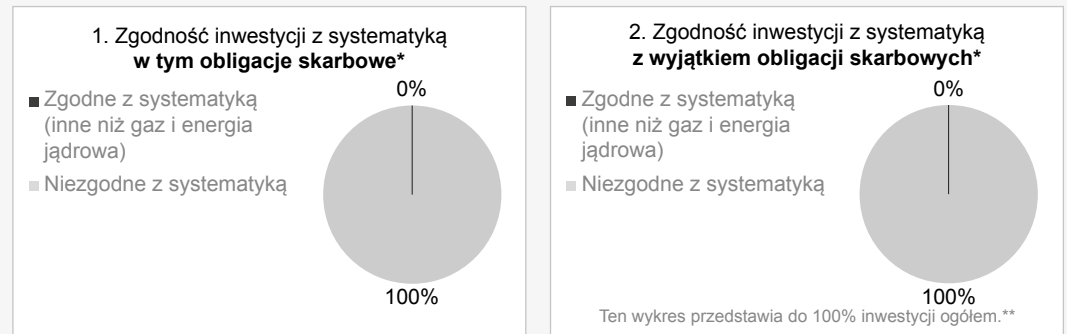 1. Zgodność inwestycji z systematyką
w tym obligacje skarbowe*
Zgodne z systematyką
(inne niż gaz i energia
jądrowa)
Niezgodne z systematyką
0%
100%
2. Zgodność inwestycji z systematyką
z wyjątkiem obligacji skarbowych*
Zgodne z systematyką
(inne niż gaz i energia
jądrowa)
Niezgodne z systematyką
0%
100%
Ten wykres przedstawia do 100% inwestycji ogółem.**